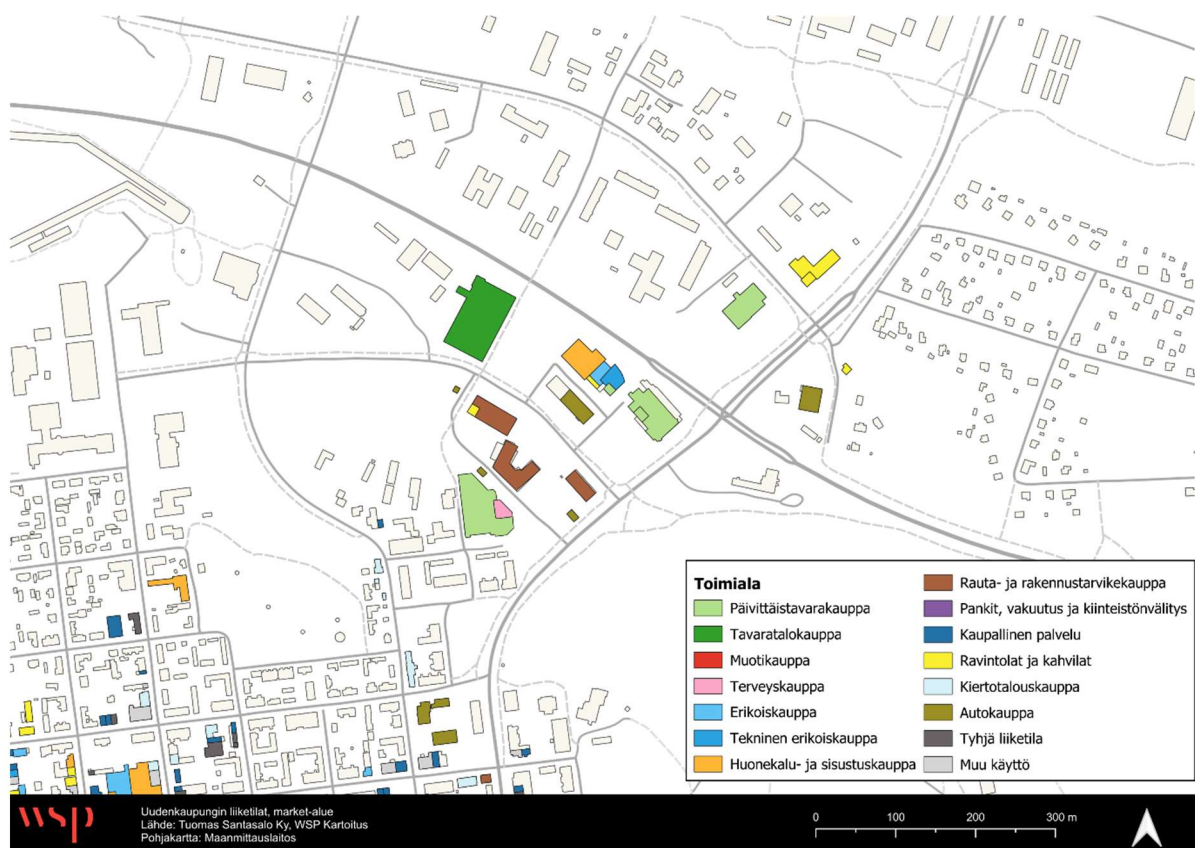 Toimiala
Päivittäistavarakauppa
Tavaratalokauppa
Muotikauppa
Terveyskauppa
Erikoiskauppa
Tekninen erikoiskauppa
Huonekalu- ja sisustuskauppa
Rauta- ja rakennustarvikekauppa
Pankit, vakuutus ja kiinteistönvälitys
Kaupallinen palvelu
Ravintolat ja kahvilat
Kiertotalouskauppa
Autokauppa
Tyhjä liiketila
Muu käyttö
wsp
Uudenkaupungin liiketilat, market-alue
Lähde: Tuomas Santasalo Ky, WSP Kartoitus
Pohjakartta: Maanmittauslaitos
0 100 200 300 m